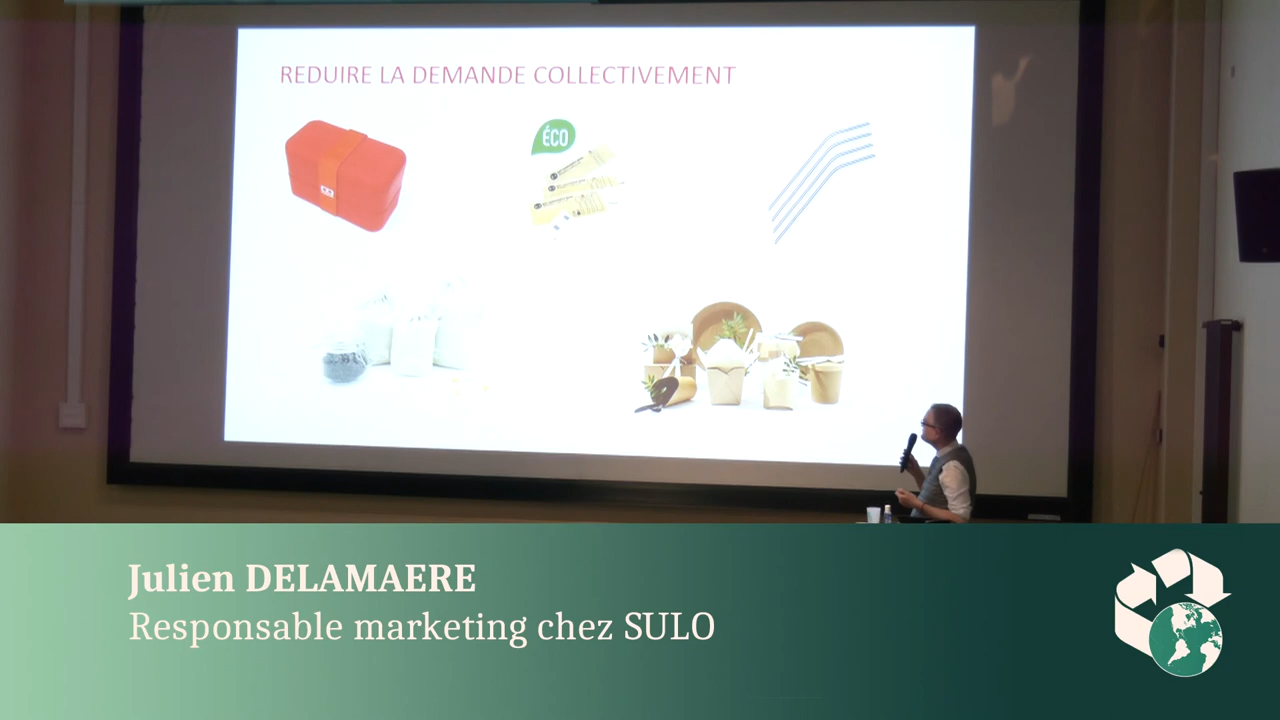 REDUIRE LA DEMANDE COLLECTIVEMENT
ÉCO
Julien DELAMAERE
Responsable marketing chez SULO